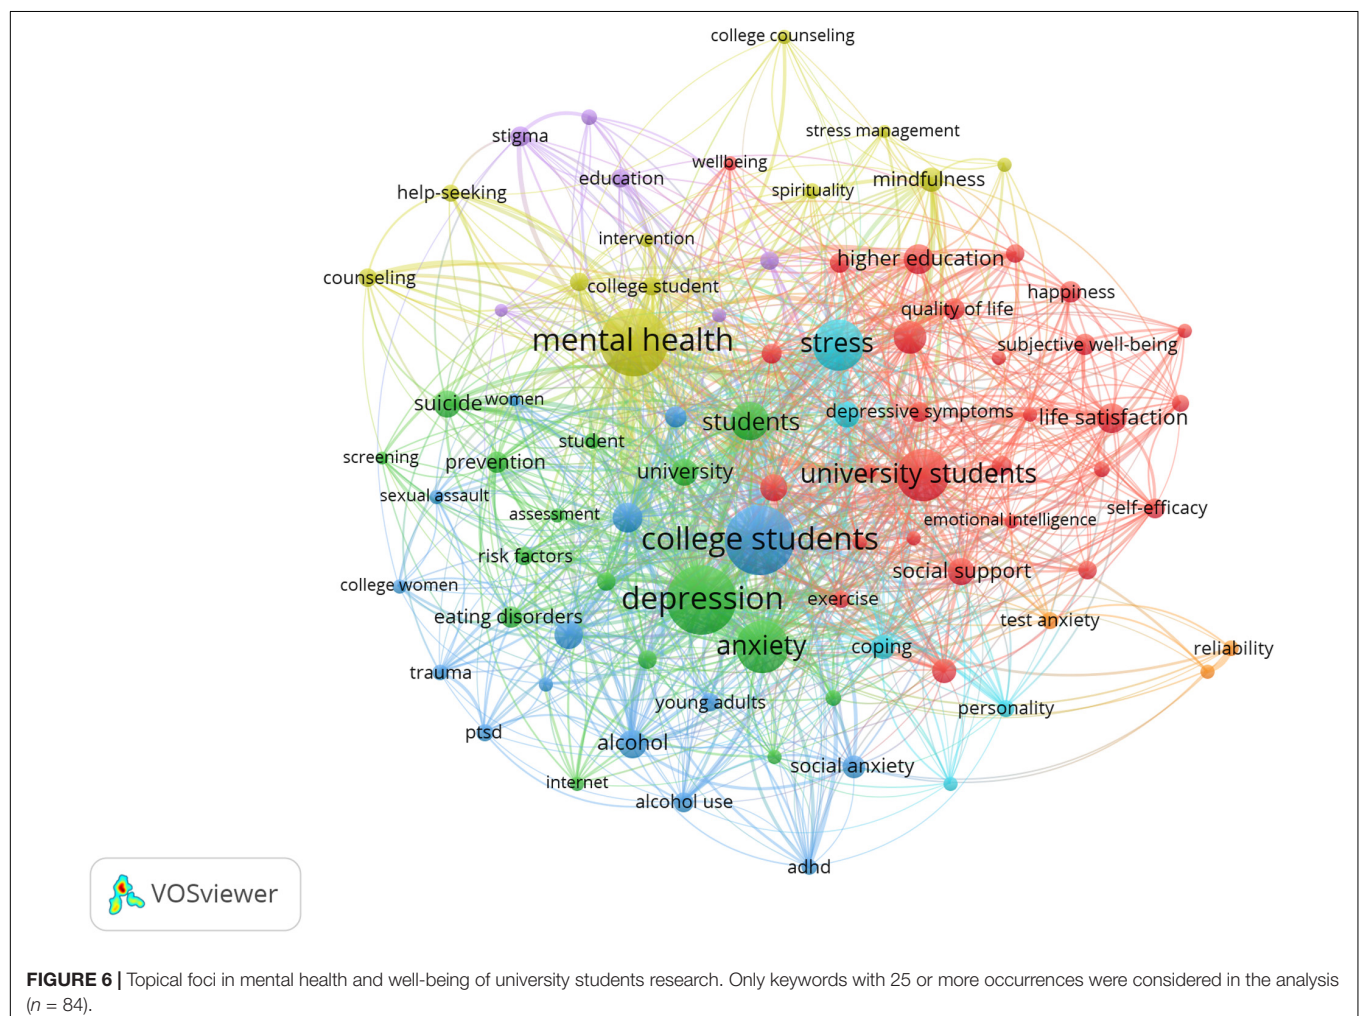 college counseling
stress management
stigma
wellbeing
education
mindfulness
help-seeking
spirituality
intervention
higher education
counseling
college student
happiness
quality of life
mental health
stress
subjective well-being
suicide
women
depressive symptoms
life satisfaction
students
student
screening
prevention
university
university students
sexual assault
self-efficacy
assessment
emotional intelligence
college students
risk factors
social support
college women
depression
exercise
eating disorders
test anxiety
anxiety
coping
reliability
trauma
young adults
personality
ptsd
alcohol
social anxiety
internet
alcohol use
adhd
VOSviewer
FIGURE 6 | Topical foci in mental health and well-being of university students research. Only keywords with 25 or more occurrences were considered in the analysis
(n = 84).